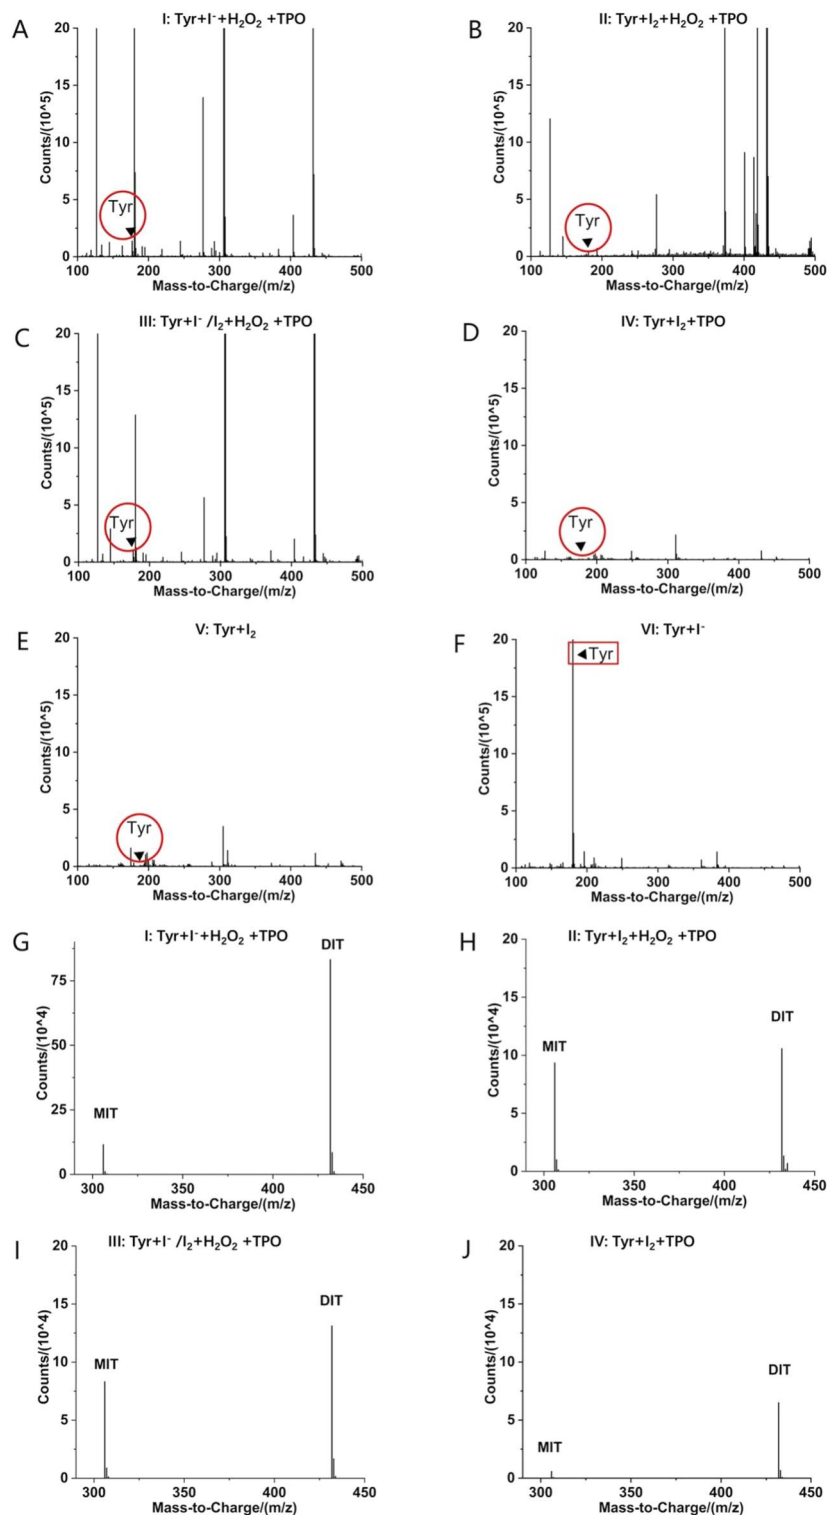 A
I: Tyr+I⁻+H₂O₂ +TPO
20
15
10
5
0
Counts/(10^5)
Tyr
100 200 300 400 500
Mass-to-Charge/(m/z)
B
II: Tyr+I₂+H₂O₂ +TPO
20
15
10
5
0
Counts/(10^5)
Tyr
100 200 300 400 500
Mass-to-Charge/(m/z)
C
III: Tyr+I⁻ /I₂+H₂O₂ +TPO
20
15
10
5
0
Counts/(10^5)
Tyr
100 200 300 400 500
Mass-to-Charge/(m/z)
D
IV: Tyr+I₂+TPO
20
15
10
5
0
Counts/(10^5)
Tyr
100 200 300 400 500
Mass-to-Charge/(m/z)
E
V: Tyr+I₂
20
15
10
5
0
Counts/(10^5)
Tyr
100 200 300 400 500
Mass-to-Charge/(m/z)
F
VI: Tyr+I⁻
20
15
10
5
0
Counts/(10^5)
Tyr
100 200 300 400 500
Mass-to-Charge/(m/z)
G
I: Tyr+I⁻+H₂O₂ +TPO
DIT
75
50
25
0
Counts/(10^4)
MIT
300 350 400 450
Mass-to-Charge/(m/z)
H
II: Tyr+I₂+H₂O₂ +TPO
20
15
10
5
0
Counts/(10^4)
DIT
MIT
300 350 400 450
Mass-to-Charge/(m/z)
I
III: Tyr+I⁻ /I₂+H₂O₂ +TPO
20
15
10
5
0
Counts/(10^4)
DIT
MIT
300 350 400 450
Mass-to-Charge/(m/z)
J
IV: Tyr+I₂+TPO
20
15
10
5
0
Counts/(10^4)
DIT
MIT
300 350 400 450
Mass-to-Charge/(m/z)